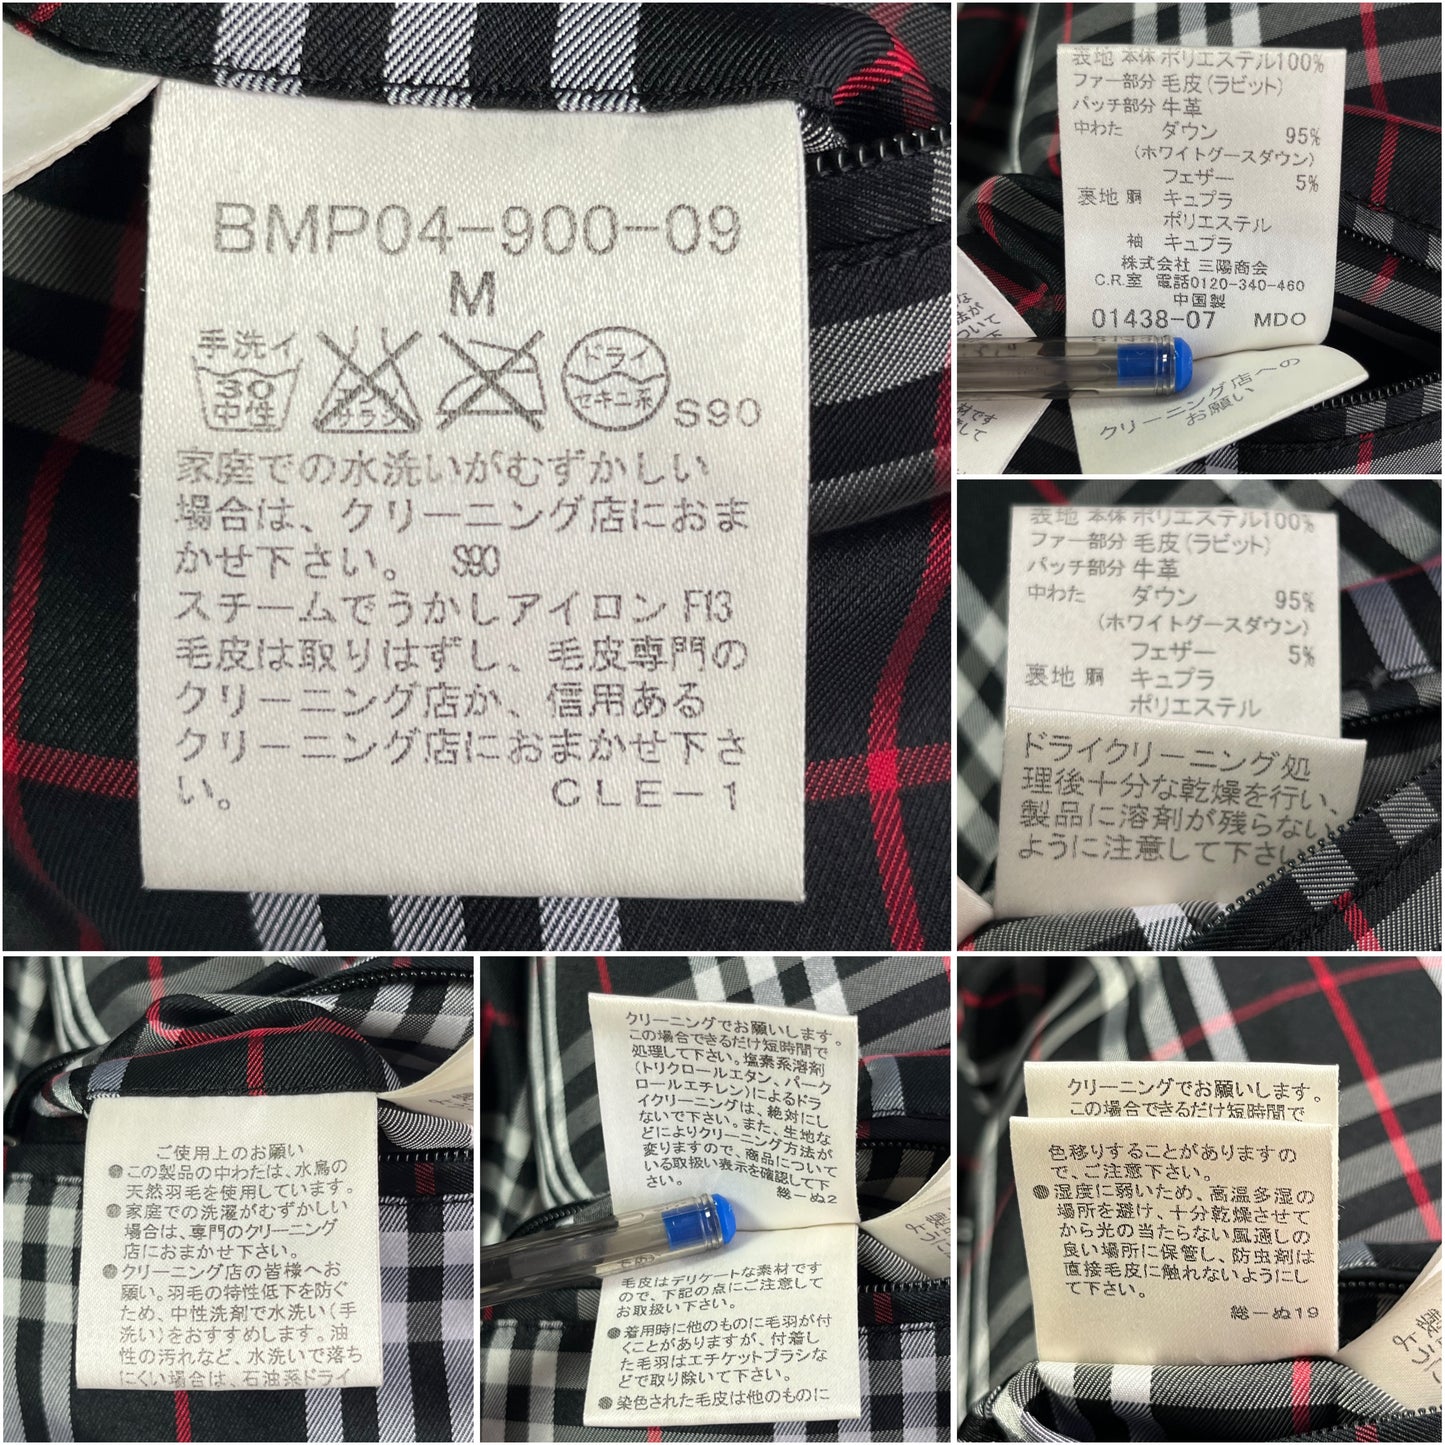 BMP04-900-09
M
手洗イ
30
中性
エンソ
サラシ
ドライ
セキユ系
S90
家庭での水洗いがむずかしい
場合は、クリーニング店におま
かせ下さい。 S90
スチームでうかしアイロン F13
毛皮は取りはずし、毛皮専門の
クリーニング店か、信用ある
クリーニング店におまかせ下さ
い。 CLE-1
表地 本体 ポリエステル100%
ファー部分 毛皮(ラビット)
パッチ部分 牛革
中わた ダウン 95%
(ホワイトグースダウン)
フェザー 5%
裏地 胴 キュプラ
ポリエステル
袖 キュプラ
株式会社 三陽商会
C.R.室 電話0120-340-460
中国製
01438-07 MDO
クリーニング店への
お願い
表地 本体 ポリエステル100%
ファー部分 毛皮(ラビット)
パッチ部分 牛革
中わた ダウン 95%
(ホワイトグースダウン)
フェザー 5%
裏地 胴 キュプラ
ポリエステル
ドライクリーニング処
理後十分な乾燥を行い、
製品に溶剤が残らない
ように注意して下さい
ご使用上のお願い
●この製品の中わたは、水鳥の
天然羽毛を使用しています。
●家庭での洗濯がむずかしい
場合は、専門のクリーニング
店におまかせ下さい。
●クリーニング店の皆様へお
願い。羽毛の特性低下を防ぐ
ため、中性洗剤で水洗い(手
洗い)をおすすめします。油
性の汚れなど、水洗いで落ち
にくい場合は、石油系ドライ
クリーニングでお願いします。
この場合できるだけ短時間で
処理して下さい。塩素系溶剤
(トリクロールエタン、パーク
ロールエチレン)によるドラ
イクリーニングは、絶対にし
ないで下さい。また、生地な
どによりクリーニング方法が
変りますので、商品について
いる取扱い表示を確認して下
さい。 総ーぬ2
毛皮はデリケートな素材です
ので、下記の点にご注意して
お取扱い下さい。
●着用時に他のものに毛羽が付
くことがありますが、付着し
た毛羽はエチケットブラシな
どで取り除いて下さい。
●染色された毛皮は他のものに
クリーニングでお願いします。
この場合できるだけ短時間で
色移りすることがありますの
で、ご注意下さい。
●湿度に弱いため、高温多湿の
場所を避け、十分乾燥させて
から光の当たらない風通しの
良い場所に保管し、防虫剤は
直接毛皮に触れないようにし
て下さい。
総ーぬ19